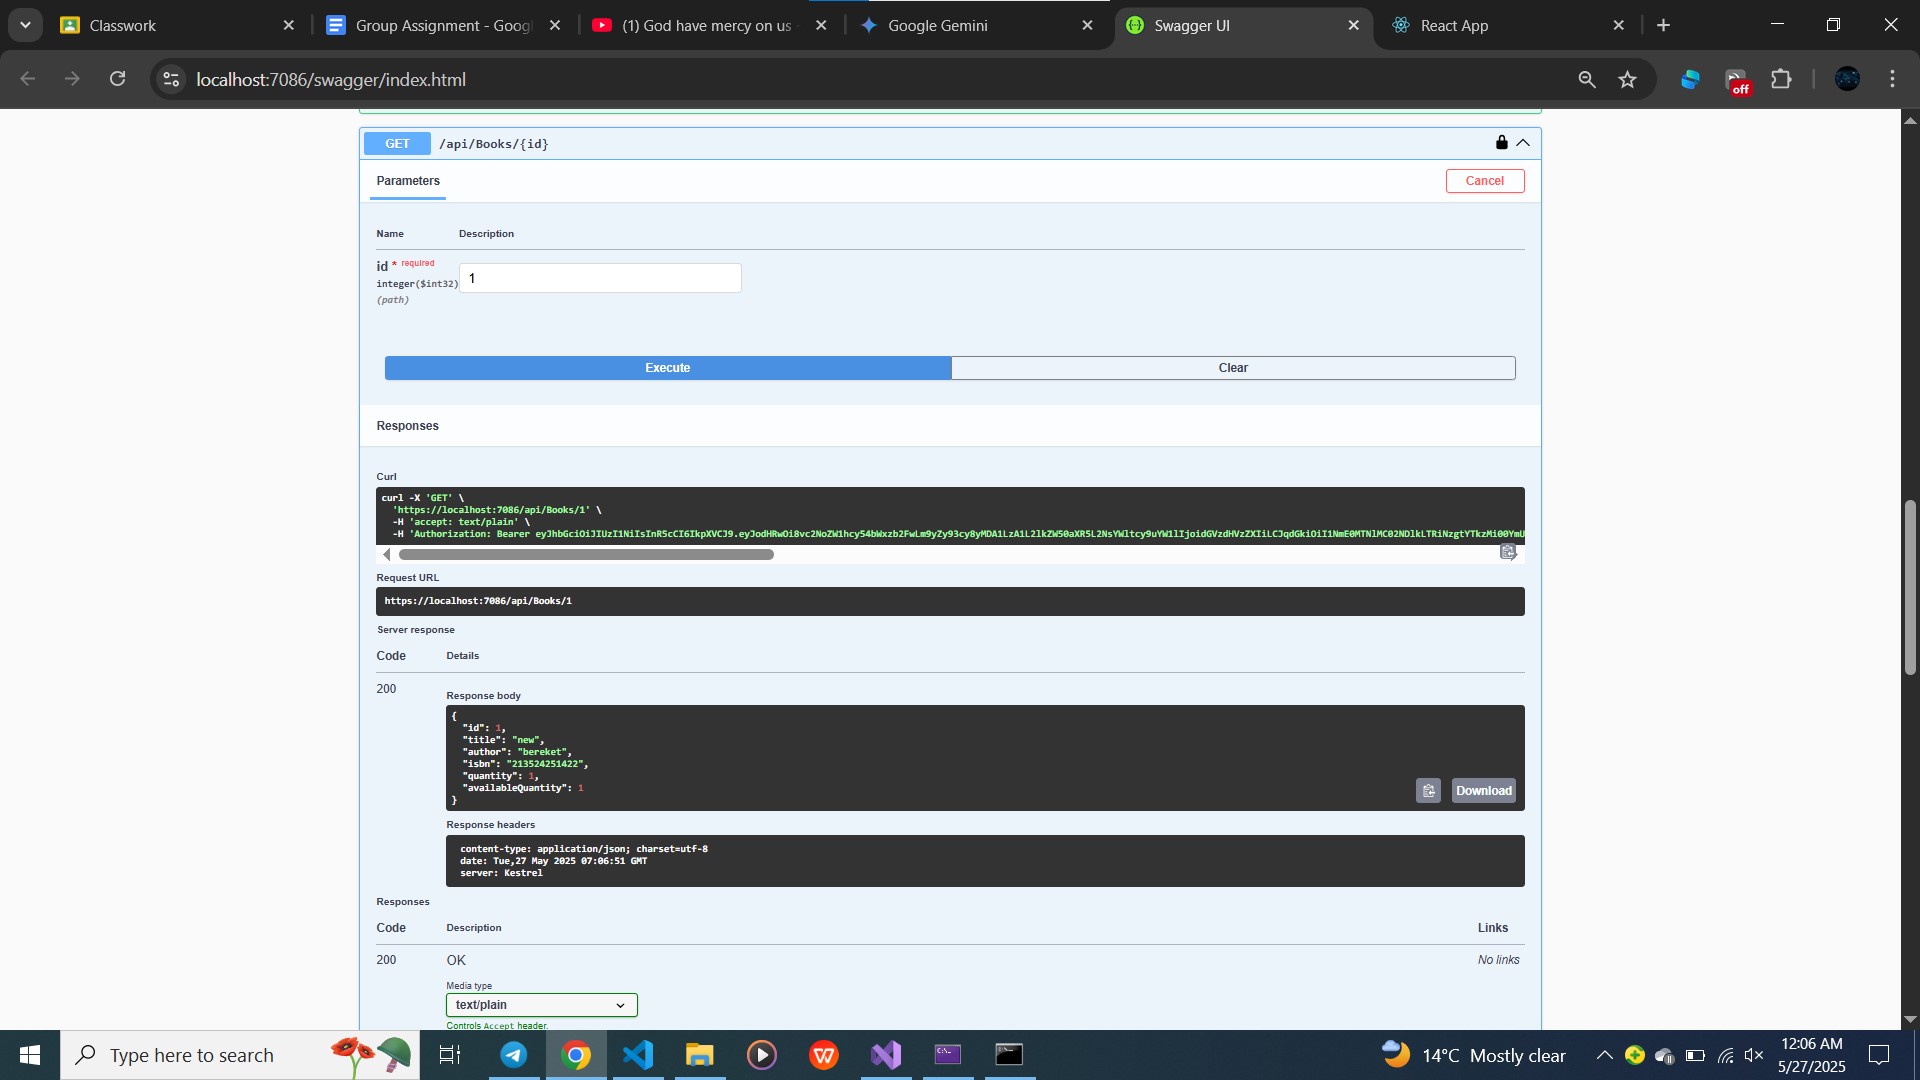 Classwork
Group Assignment - Goog
(1) God have mercy on us
Google Gemini
Swagger UI
React App
localhost:7086/swagger/index.html
off
GET /api/Books/{id}
Parameters
Cancel
Name Description
id * required
integer($int32)
(path)
1
Execute
Clear
Responses
Curl
curl -X 'GET' \
'https://localhost:7086/api/Books/1' \
-H 'accept: text/plain' \
Request URL
https://localhost:7086/api/Books/1
Server response
Code Details
200
Response body
{
"id": 1,
"title": "new",
"author": "bereket",
"isbn": "213524251422",
"quantity": 1,
"availableQuantity": 1
}
Download
Response headers
content-type: application/json; charset=utf-8
date: Tue,27 May 2025 07:06:51 GMT
server: Kestrel
Responses
Code Description Links
200 OK No links
Media type
text/plain
Controls Accept header.
Type here to search
14°C Mostly clear
12:06 AM
5/27/2025